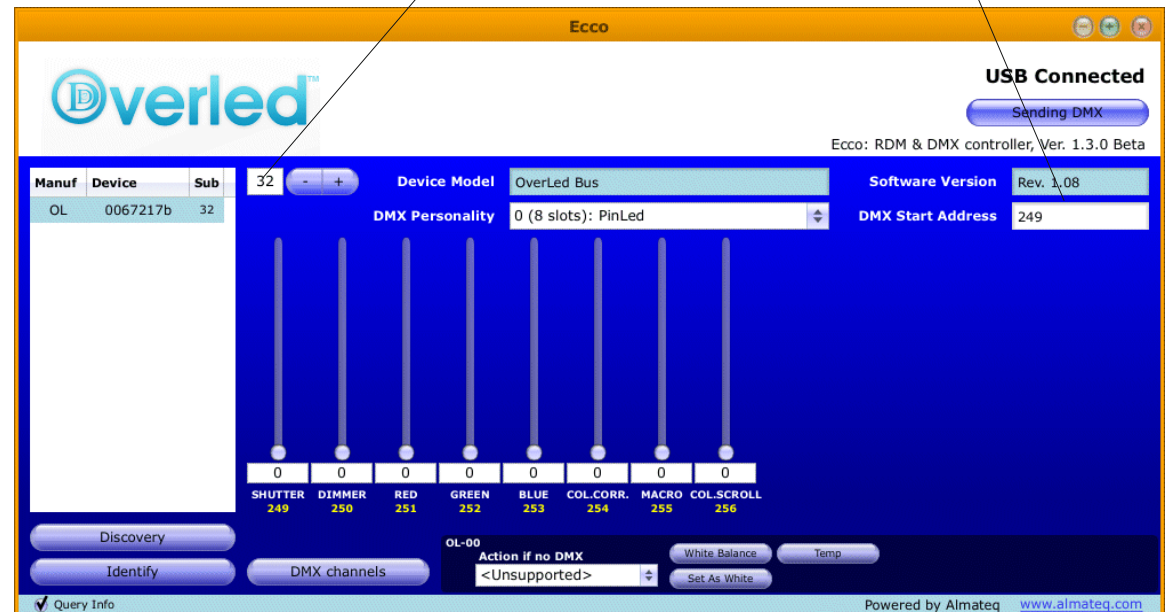 Ecco
Overled™
USB Connected
Sending DMX
Ecco: RDM & DMX controller, Ver. 1.3.0 Beta
Manuf Device Sub
OL 0067217b 32
32 - +
Device Model OverLed Bus
Software Version Rev. 1.08
DMX Personality 0 (8 slots): PinLed
DMX Start Address 249
0 0 0 0 0 0 0 0
SHUTTER DIMMER RED GREEN BLUE COL.CORR. MACRO COL.SCROLL
249 250 251 252 253 254 255 256
Discovery
Identify
DMX channels
OL-00
Action if no DMX
<Unsupported>
White Balance
Temp
Set As White
Query Info
Powered by Almateq www.almateq.com